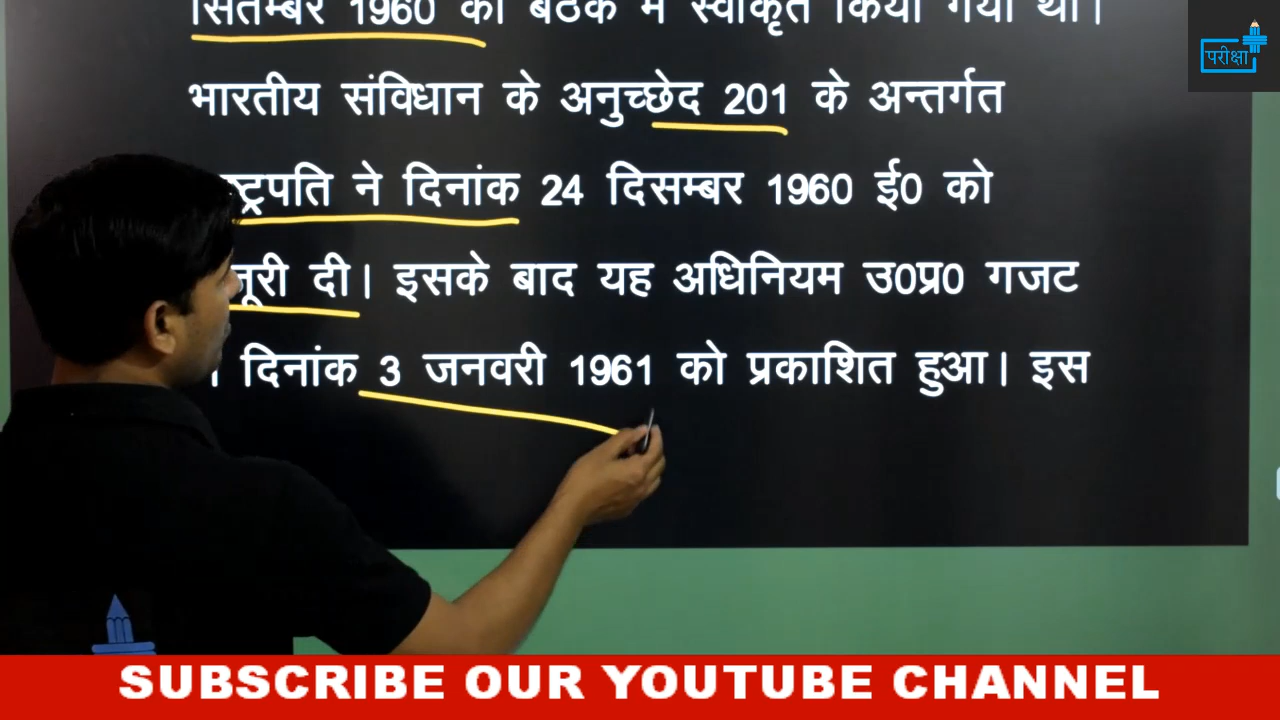 सितम्बर 1960 की बैठक में स्वीकृत किया गया था।
परीक्षा
भारतीय संविधान के अनुच्छेद 201 के अन्तर्गत
ने दिनांक 24 दिसम्बर 1960 ई0 को
दी। इसके बाद यह अधिनियम उ0प्र0 गजट
दिनांक 3 जनवरी 1961 को प्रकाशित हुआ। इस
SUBSCRIBE OUR YOUTUBE CHANNEL